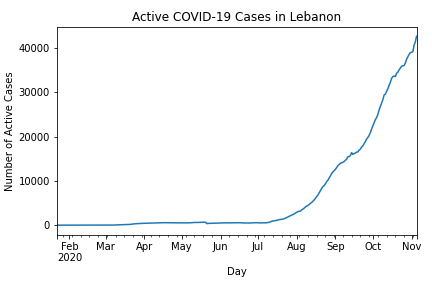 Active COVID-19 Cases in Lebanon
Number of Active Cases
40000
30000
20000
10000
0
Feb Mar Apr May Jun Jul Aug Sep Oct Nov
2020
Day